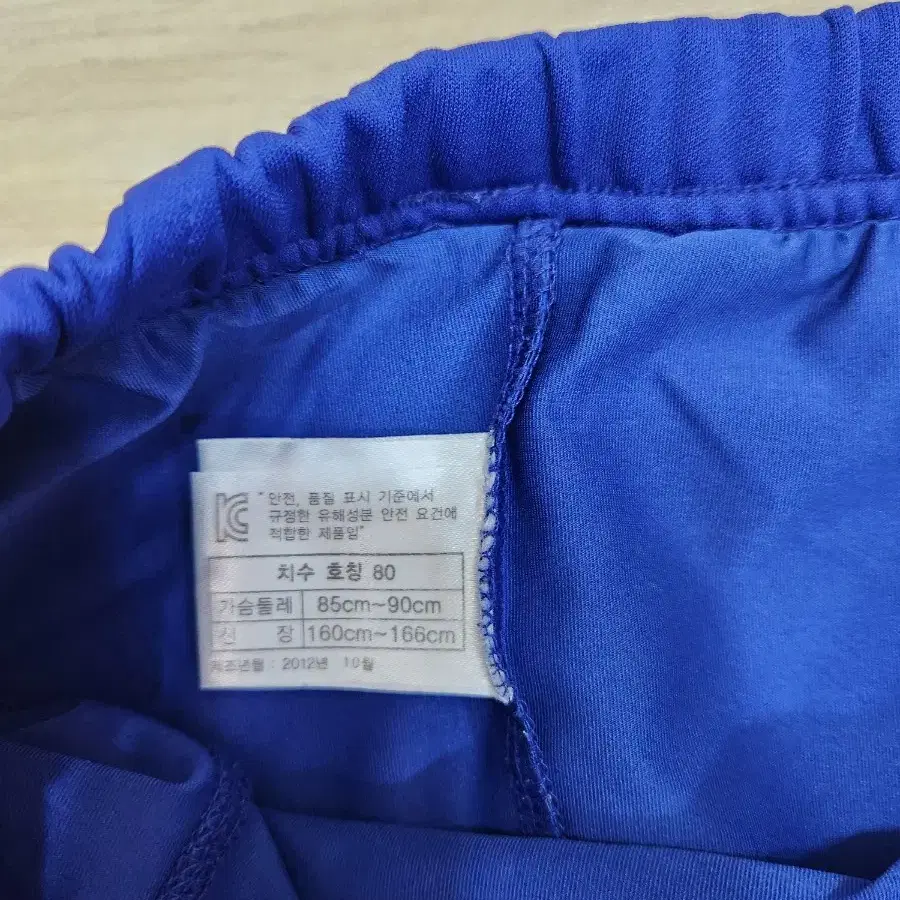 KC "안전, 품질 표시 기준에서
규정한 유해성분 안전 요건에
적합한 제품임"
치수 호칭 80
가슴둘레 85cm~90cm
신 장 160cm~166cm
제조년월 : 2012년 10월